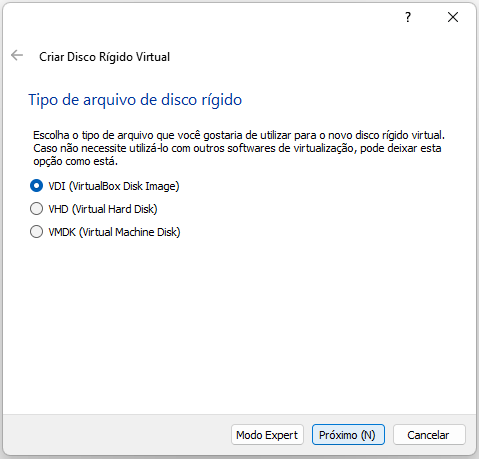 ?
Criar Disco Rígido Virtual
Tipo de arquivo de disco rígido
Escolha o tipo de arquivo que você gostaria de utilizar para o novo disco rígido virtual.
Caso não necessite utilizá-lo com outros softwares de virtualização, pode deixar esta
opção como está.
VDI (VirtualBox Disk Image)
VHD (Virtual Hard Disk)
VMDK (Virtual Machine Disk)
Modo Expert Próximo (N) Cancelar